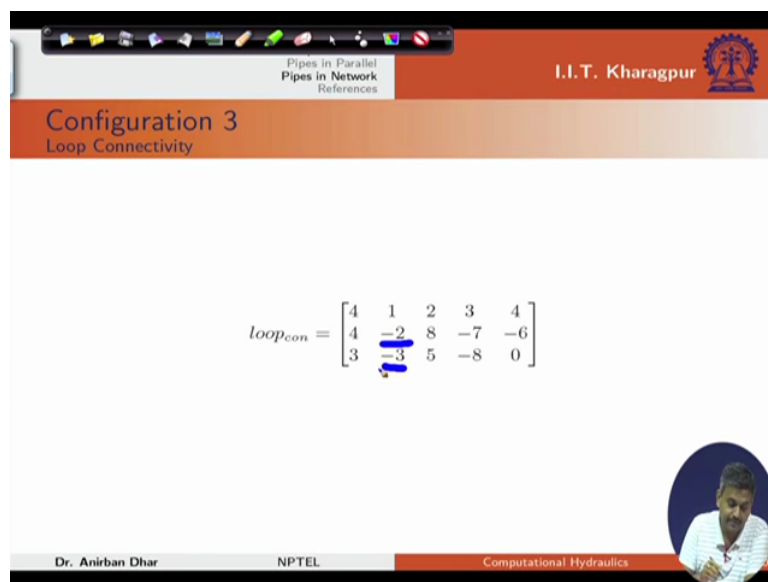 Pipes in Parallel
Pipes in Network
References
I.I.T. Kharagpur
Configuration 3
Loop Connectivity
loop_con = [4 1 2 3 4
4 −2 8 −7 −6
3 −3 5 −8 0]
Dr. Anirban Dhar NPTEL Computational Hydraulics